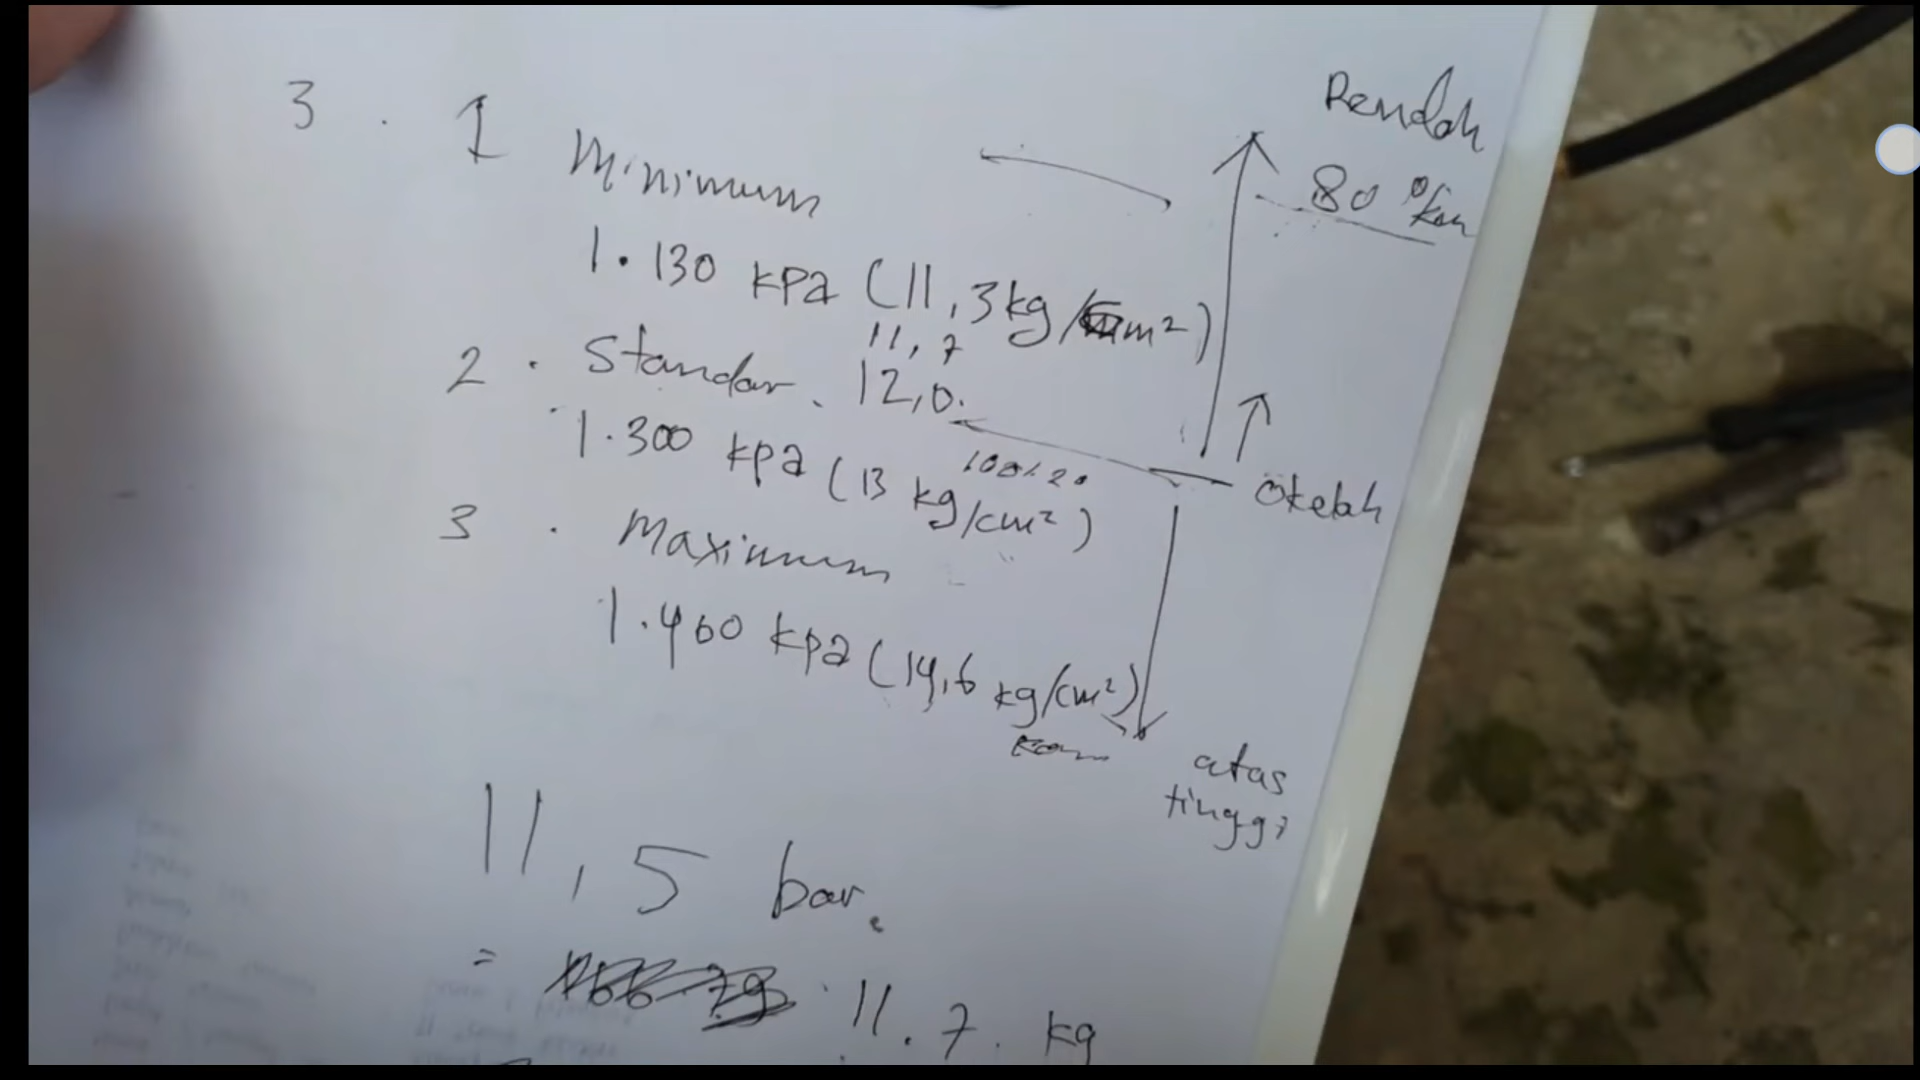 3 . 1 Minimum
1.130 kpa (11,3 kg/cm²)
11,7
2 . Standar. 12,0.
1.300 kpa (13 kg/cm²)
3 . Maximum
1.460 kpa (14,6 kg/cm²)
11,5 bar.
= 11.7. kg
Rendah
80
Okelah
atas
tinggi